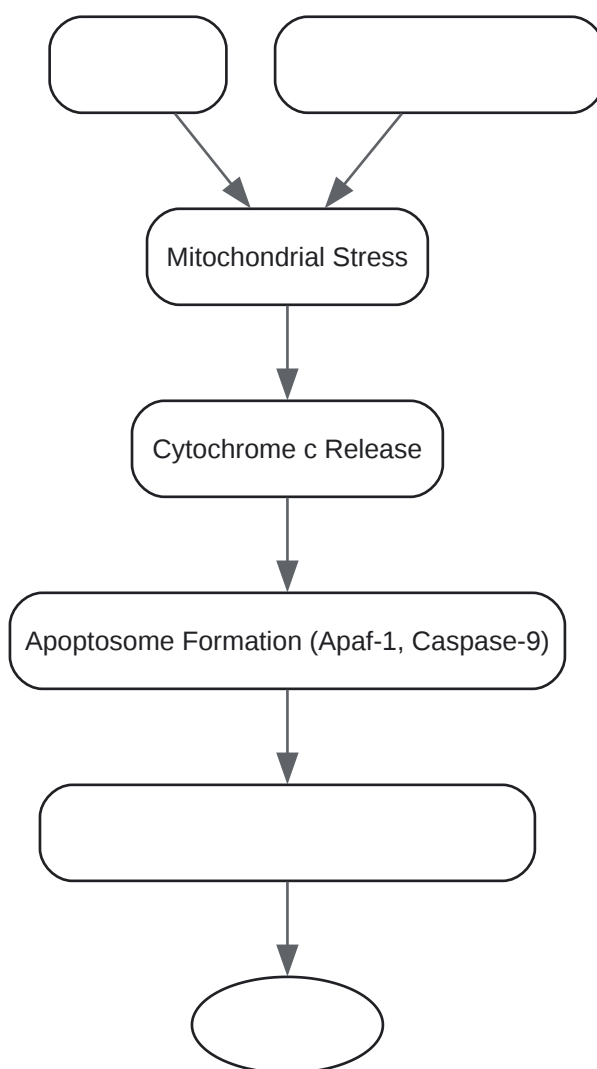 Mitochondrial Stress
Cytochrome c Release
Apoptosome Formation (Apaf-1, Caspase-9)